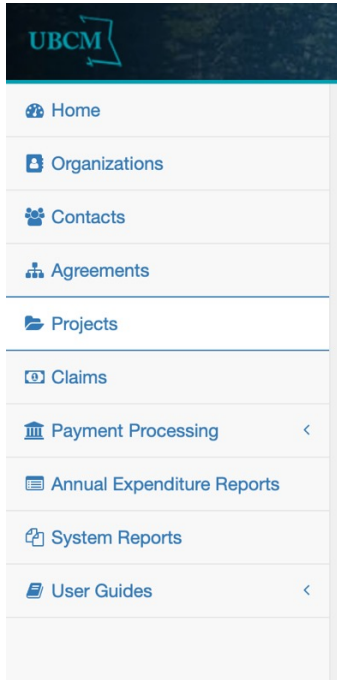 UBCM
Home
Organizations
Contacts
Agreements
Projects
Claims
Payment Processing
Annual Expenditure Reports
System Reports
User Guides